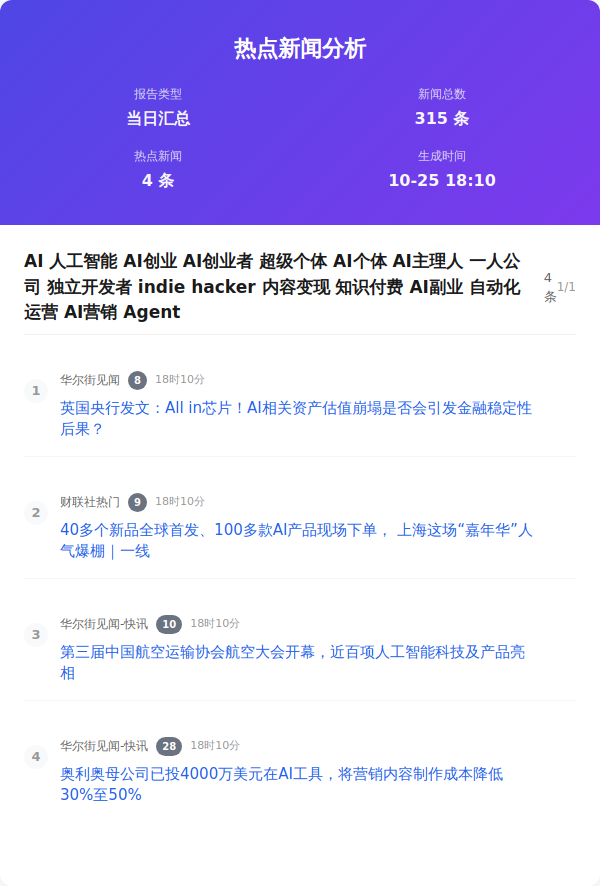 热点新闻分析
报告类型
新闻总数
当日汇总
315 条
热点新闻
生成时间
4 条
10-25 18:10
AI 人工智能 AI创业 AI创业者 超级个体 AI个体 AI主理人 一人公
司 独立开发者 indie hacker 内容变现 知识付费 AI副业 自动化
运营 AI营销 Agent
4
条
1/1
1
华尔街见闻 8 18时10分
英国央行发文：All in芯片！AI相关资产估值崩塌是否会引发金融稳定性
后果？
2
财联社热门 9 18时10分
40多个新品全球首发、100多款AI产品现场下单， 上海这场“嘉年华”人
气爆棚｜一线
3
华尔街见闻-快讯 10 18时10分
第三届中国航空运输协会航空大会开幕，近百项人工智能科技及产品亮
相
4
华尔街见闻-快讯 28 18时10分
奥利奥母公司已投4000万美元在AI工具，将营销内容制作成本降低
30%至50%